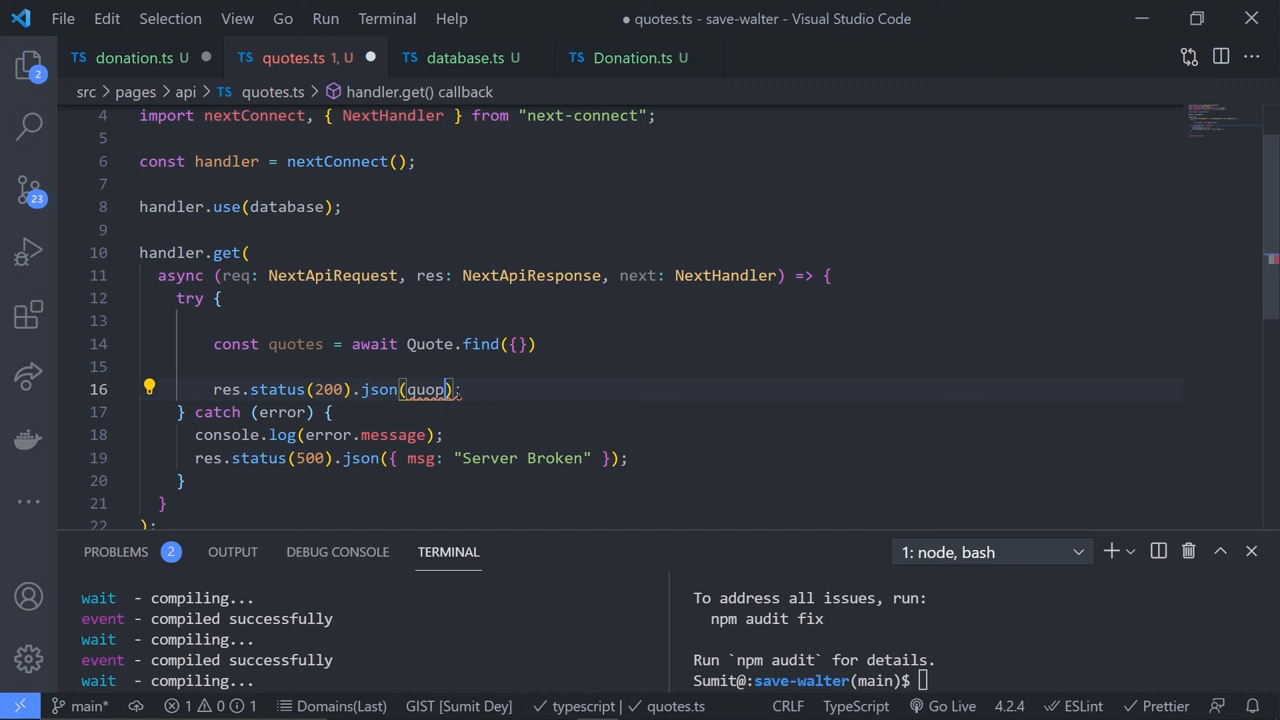 File Edit Selection View Go Run Terminal Help ● quotes.ts - save-walter - Visual Studio Code
TS donation.ts U TS quotes.ts 1, U TS database.ts U TS Donation.ts U
src > pages > api > TS quotes.ts > handler.get() callback
4 import nextConnect, { NextHandler } from "next-connect";
5
6 const handler = nextConnect();
7
8 handler.use(database);
9
10 handler.get(
11 async (req: NextApiRequest, res: NextApiResponse, next: NextHandler) => {
12 try {
13
14 const quotes = await Quote.find({})
15
16 res.status(200).json(quop);
17 } catch (error) {
18 console.log(error.message);
19 res.status(500).json({ msg: "Server Broken" });
20 }
21 }
22 );
2
23
PROBLEMS 2 OUTPUT DEBUG CONSOLE TERMINAL 1: node, bash
wait - compiling...
event - compiled successfully
wait - compiling...
event - compiled successfully
wait - compiling...
To address all issues, run:
npm audit fix
Run `npm audit` for details.
Sumit@:save-walter(main)$
main* 1 0 1 Domains(Last) GIST [Sumit Dey] typescript | quotes.ts CRLF TypeScript Go Live 4.2.4 ESLint Prettier